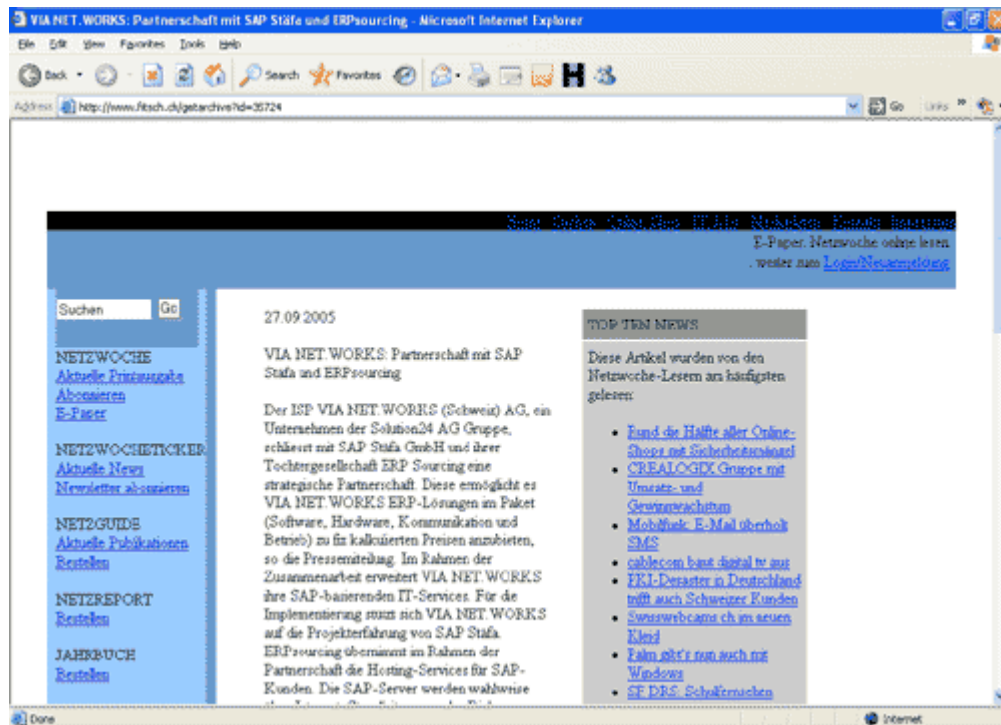 VIA NET.WORKS: Partnerschaft mit SAP Stäfa und ERPsourcing - Microsoft Internet Explorer
File Edit View Favorites Tools Help
Back Search Favorites
Address http://www.fitsch.ch/getarchive?id=35724 Go Links
E-Paper. Netzwoche online lesen.
. weiter zum Login/Neuanmeldung
Suchen Go
NETZWOCHE
Aktuelle Printausgabe
Abonnieren
E-Paper
NETZWOCHETICKER
Aktuelle News
Newsletter abonnieren
NETZGUIDE
Aktuelle Publikationen
Bestellen
NETZREPORT
Bestellen
JAHRBUCH
Bestellen
27.09.2005
VIA NET.WORKS: Partnerschaft mit SAP
Stäfa und ERPsourcing
Der ISP VIA NET.WORKS (Schweiz) AG, ein
Unternehmen der Solution24 AG Gruppe,
schliesst mit SAP Stäfa GmbH und ihrer
Tochtergesellschaft ERP Sourcing eine
strategische Partnerschaft. Diese ermöglicht es
VIA NET.WORKS ERP-Lösungen im Paket
(Software, Hardware, Kommunikation und
Betrieb) zu fix kalkulierten Preisen anzubieten,
so die Pressemitteilung. Im Rahmen der
Zusammenarbeit erweitert VIA NET.WORKS
ihre SAP-basierenden IT-Services. Für die
Implementierung stützt sich VIA NET.WORKS
auf die Projekterfahrung von SAP Stäfa.
ERPsourcing übernimmt im Rahmen der
Partnerschaft die Hosting-Services für SAP-
Kunden. Die SAP-Server werden wahlweise
TOP TEN NEWS
Diese Artikel wurden von den
Netzwoche-Lesern am häufigsten
gelesen:
Rund die Hälfte aller Online-
Shops mit Sicherheitsmängel
CREALOGIX Gruppe mit
Umsatz- und
Gewinnwachstum
Mobilfunk: E-Mail überholt
SMS
cablecom baut digital tv aus
PKI-Desaster in Deutschland
trifft auch Schweizer Kunden
Swisswebcams.ch im neuen
Kleid
Palm gibt's nun auch mit
Windows
SF DRS: Schulfernsehen
Done Internet